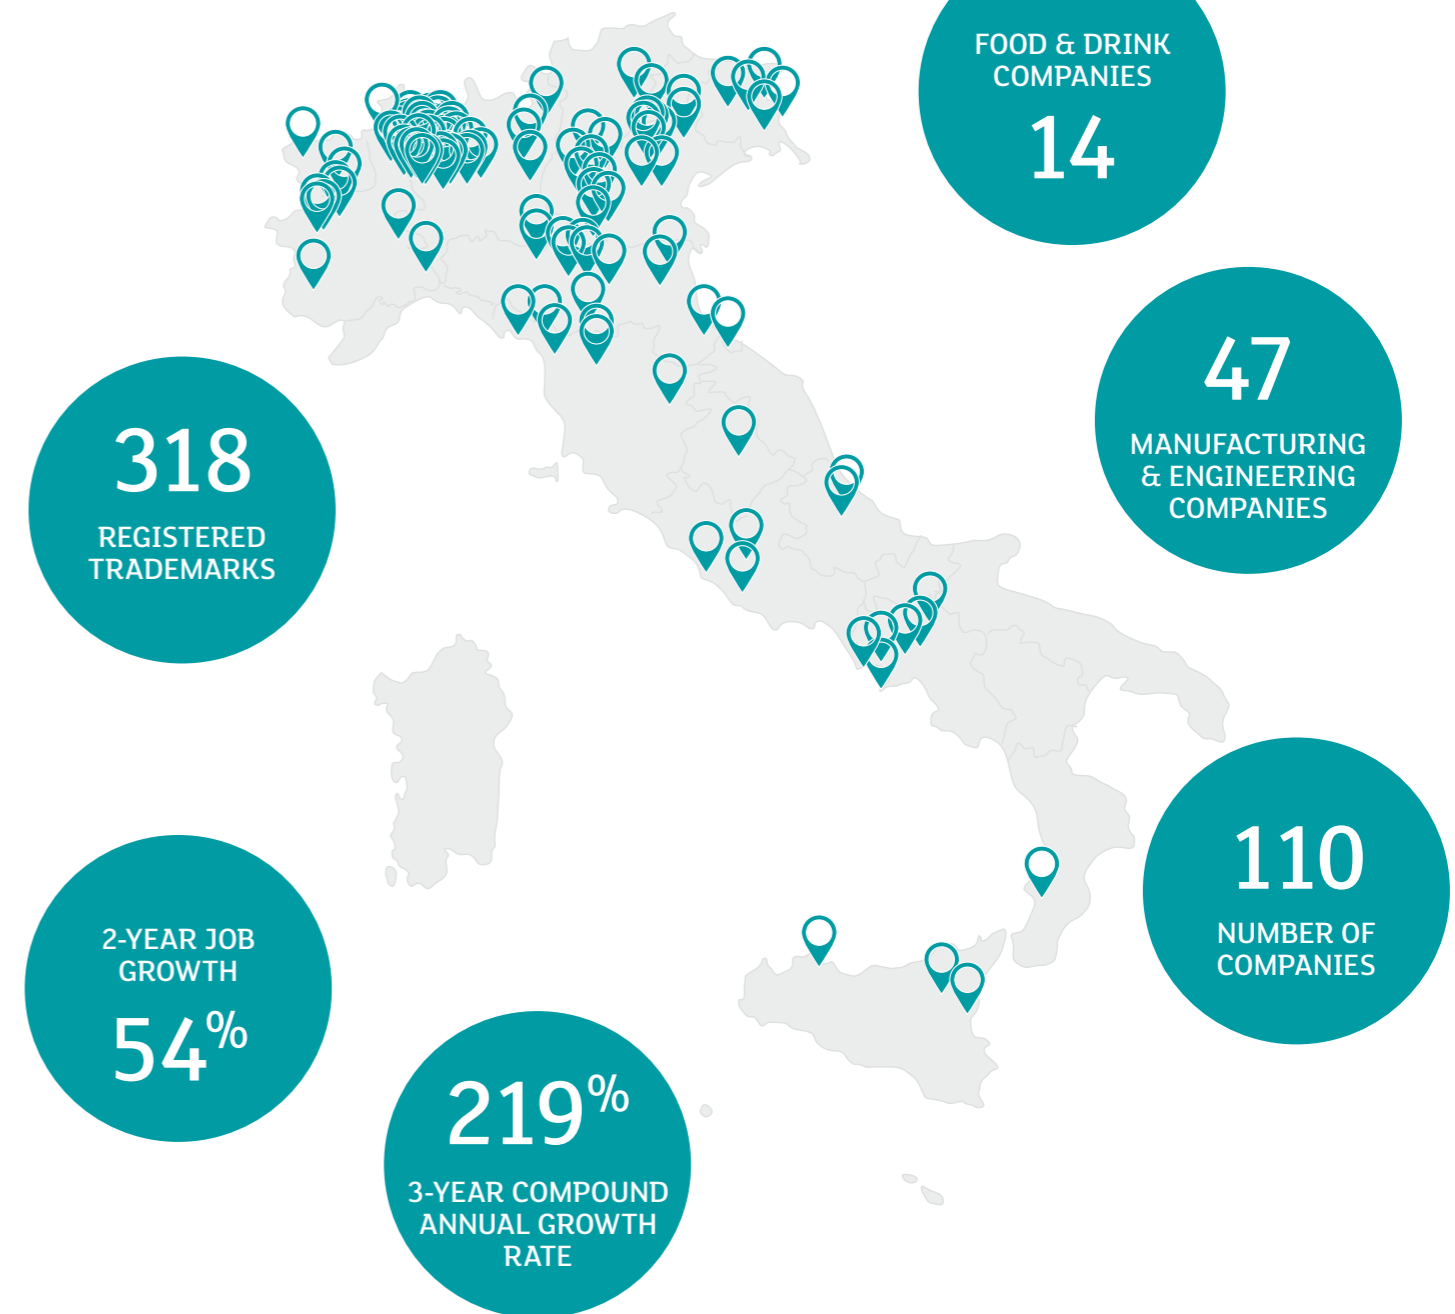 FOOD & DRINK
COMPANIES
14
47
MANUFACTURING
& ENGINEERING
COMPANIES
318
REGISTERED
TRADEMARKS
110
NUMBER OF
COMPANIES
2-YEAR JOB
GROWTH
54%
219%
3-YEAR COMPOUND
ANNUAL GROWTH
RATE